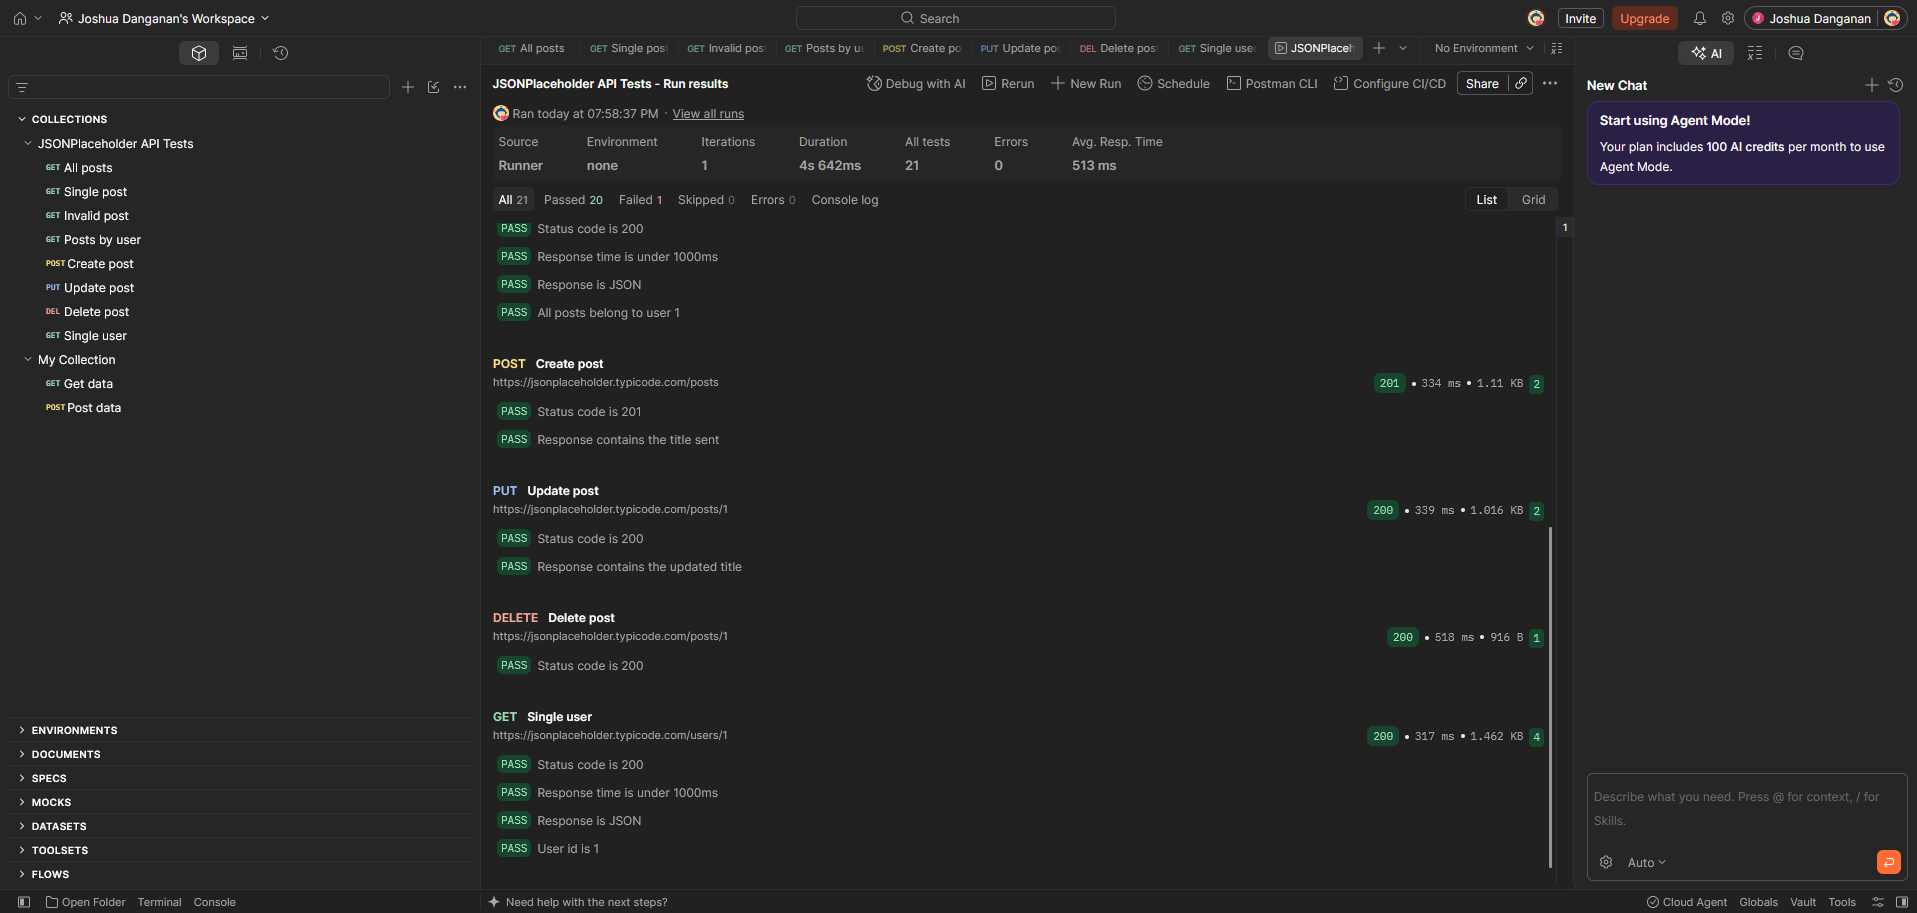 Joshua Danganan's Workspace
Search
Invite
Upgrade
J Joshua Danganan
GET All posts
GET Single pos
GET Invalid pos
GET Posts by u
POST Create po
PUT Update po
DEL Delete pos
GET Single use
JSONPlaceh
No Environment
AI
JSONPlaceholder API Tests - Run results
Debug with AI
Rerun
New Run
Schedule
Postman CLI
Configure CI/CD
Share
New Chat
COLLECTIONS
JSONPlaceholder API Tests
GET All posts
GET Single post
GET Invalid post
GET Posts by user
POST Create post
PUT Update post
DEL Delete post
GET Single user
My Collection
GET Get data
POST Post data
ENVIRONMENTS
DOCUMENTS
SPECS
MOCKS
DATASETS
TOOLSETS
FLOWS
Ran today at 07:58:37 PM · View all runs
Source Environment Iterations Duration All tests Errors Avg. Resp. Time
Runner none 1 4s 642ms 21 0 513 ms
All 21 Passed 20 Failed 1 Skipped 0 Errors 0 Console log
List Grid
1
PASS Status code is 200
PASS Response time is under 1000ms
PASS Response is JSON
PASS All posts belong to user 1
POST Create post
https://jsonplaceholder.typicode.com/posts
201 • 334 ms • 1.11 KB 2
PASS Status code is 201
PASS Response contains the title sent
PUT Update post
https://jsonplaceholder.typicode.com/posts/1
200 • 339 ms • 1.016 KB 2
PASS Status code is 200
PASS Response contains the updated title
DELETE Delete post
https://jsonplaceholder.typicode.com/posts/1
200 • 518 ms • 916 B 1
PASS Status code is 200
GET Single user
https://jsonplaceholder.typicode.com/users/1
200 • 317 ms • 1.462 KB 4
PASS Status code is 200
PASS Response time is under 1000ms
PASS Response is JSON
PASS User id is 1
Start using Agent Mode!
Your plan includes 100 AI credits per month to use
Agent Mode.
Describe what you need. Press @ for context, / for
Skills.
Auto
Open Folder
Terminal
Console
Need help with the next steps?
Cloud Agent
Globals
Vault
Tools